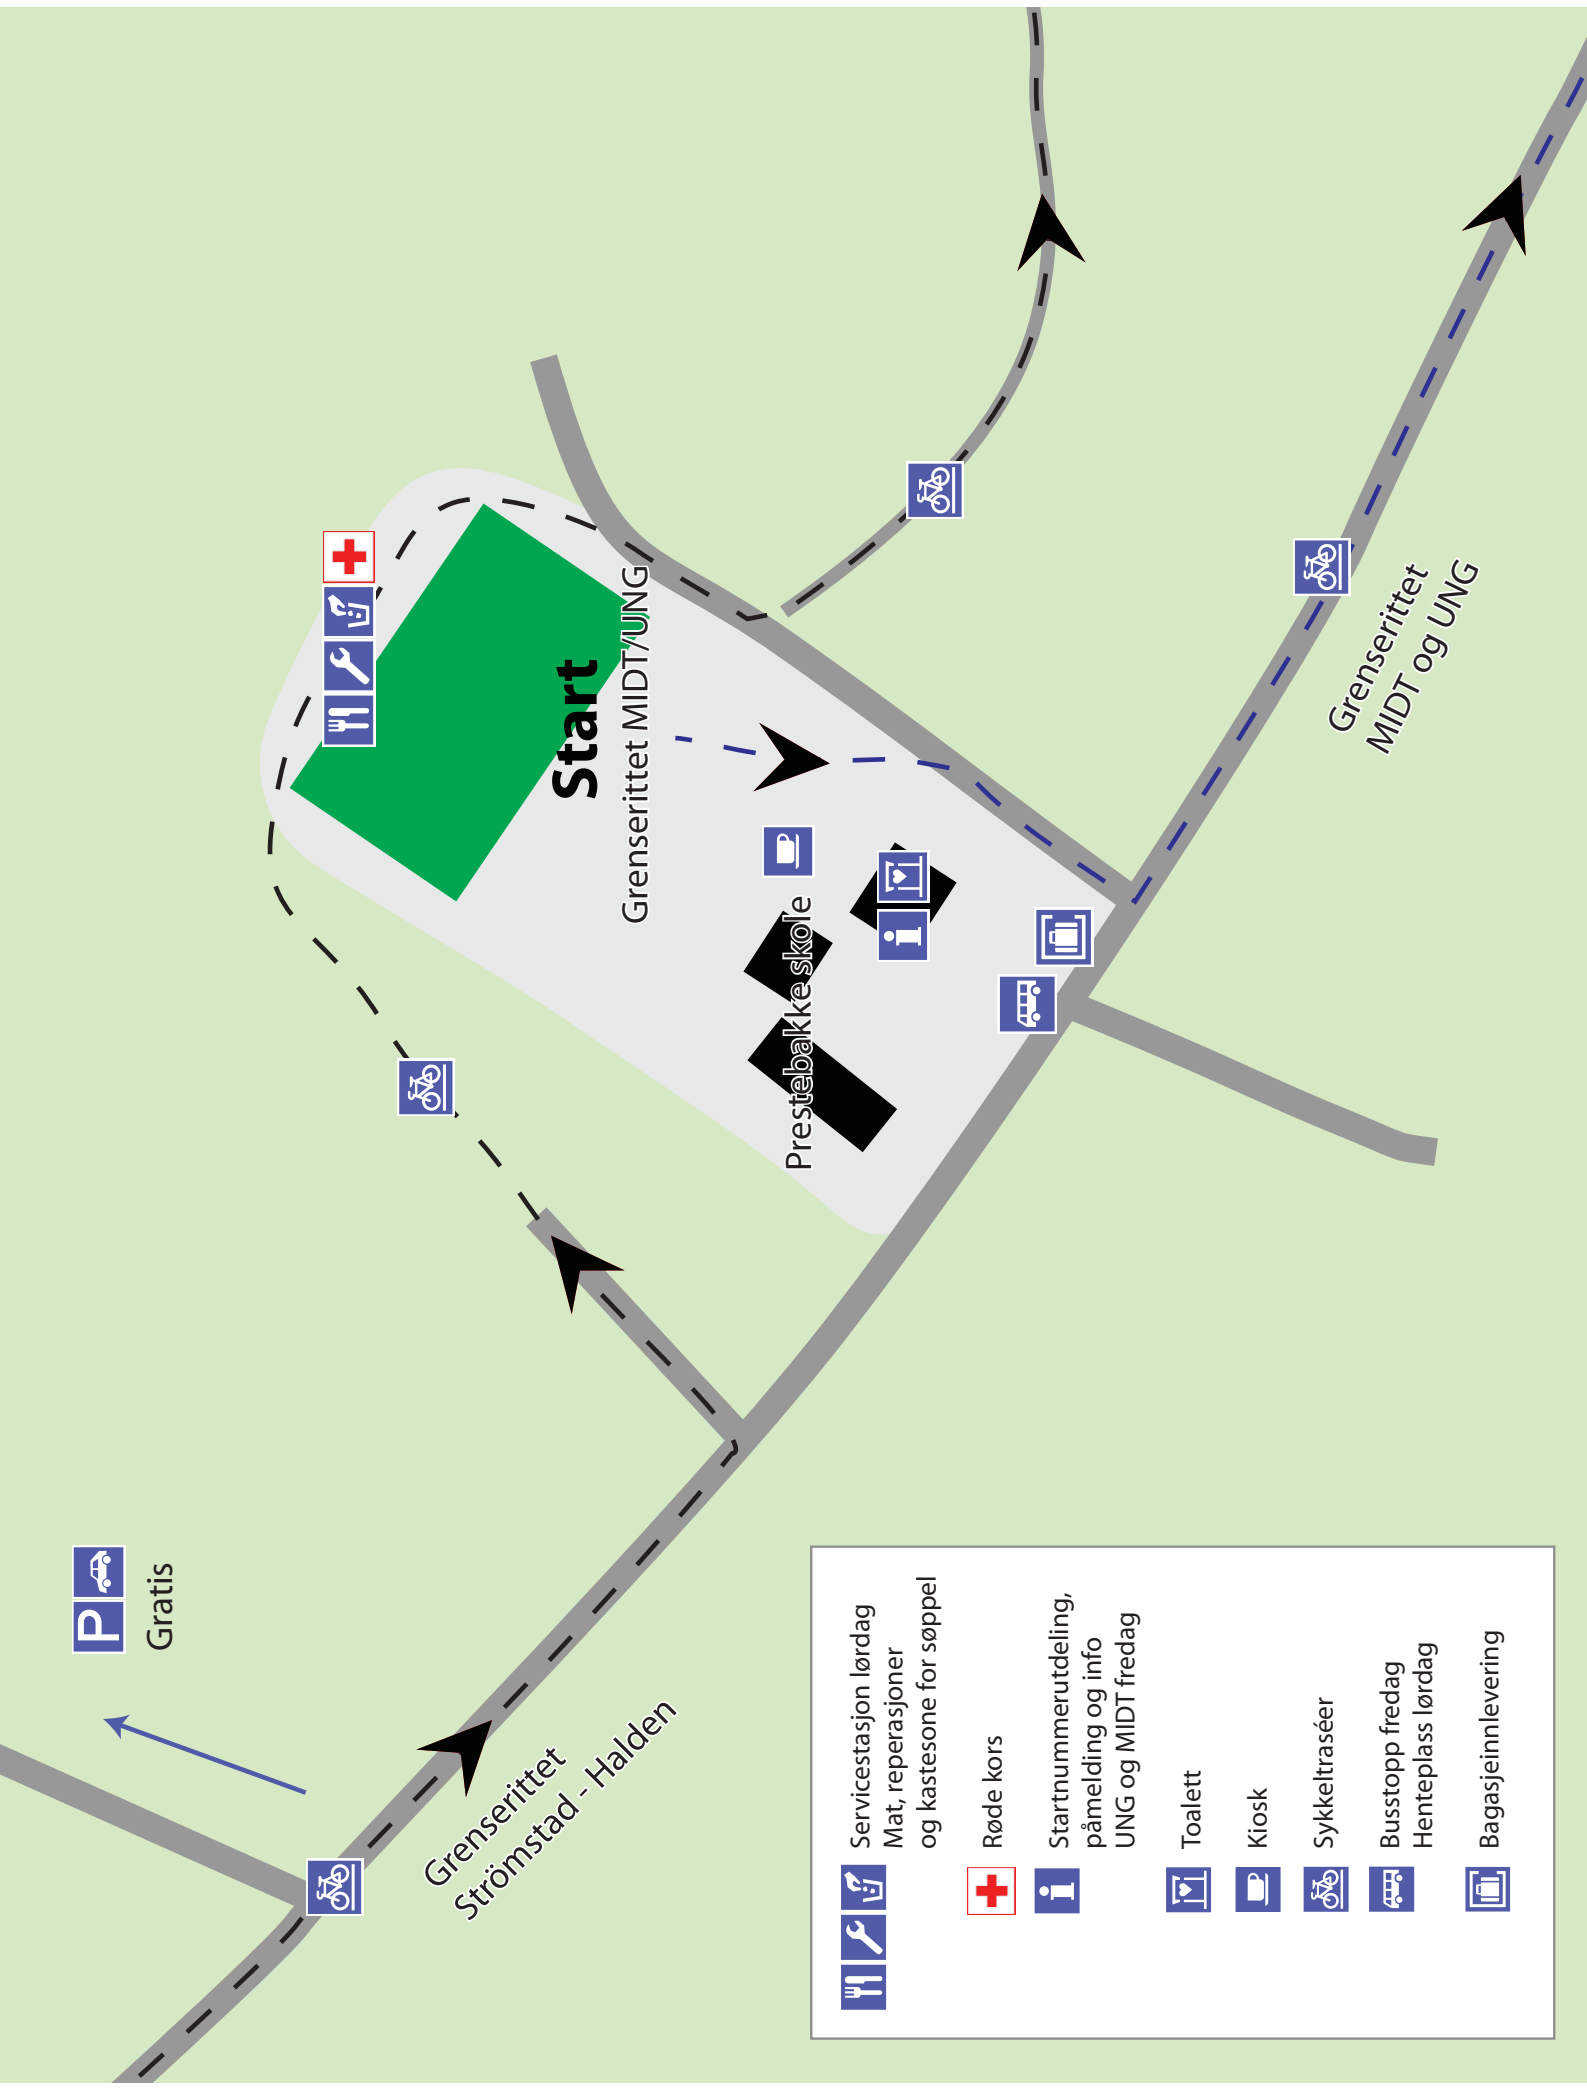 P
Gratis
Start
Grenserittet MIDT/UNG
Prestebakke skole
Grenserittet
Strömstad - Halden
Grenserittet
MIDT og UNG
Servicestasjon lørdag
Mat, reperasjoner
og kastesone for søppel
Røde kors
Startnummerutdeling,
påmelding og info
UNG og MIDT fredag
Toalett
Kiosk
Sykkeltraséer
Busstopp fredag
Henteplass lørdag
Bagasjeinnlevering